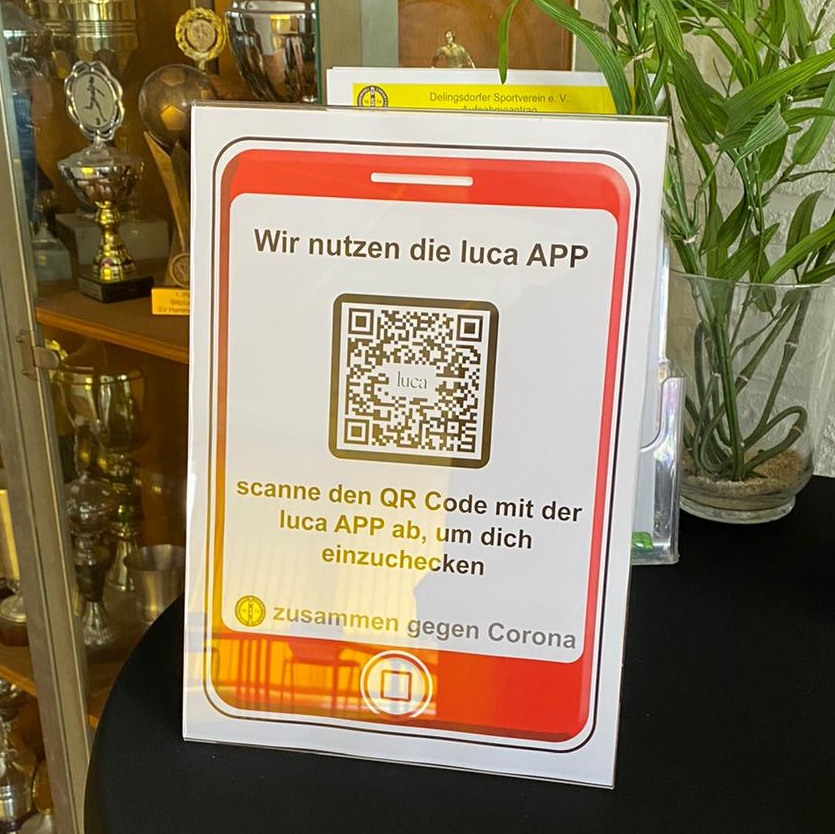 Delingsdorfer Sportverein e. V.
Aufnahmeantrag
Wir nutzen die luca APP
luca
scanne den QR Code mit der
luca APP ab, um dich
einzuchecken
zusammen gegen Corona